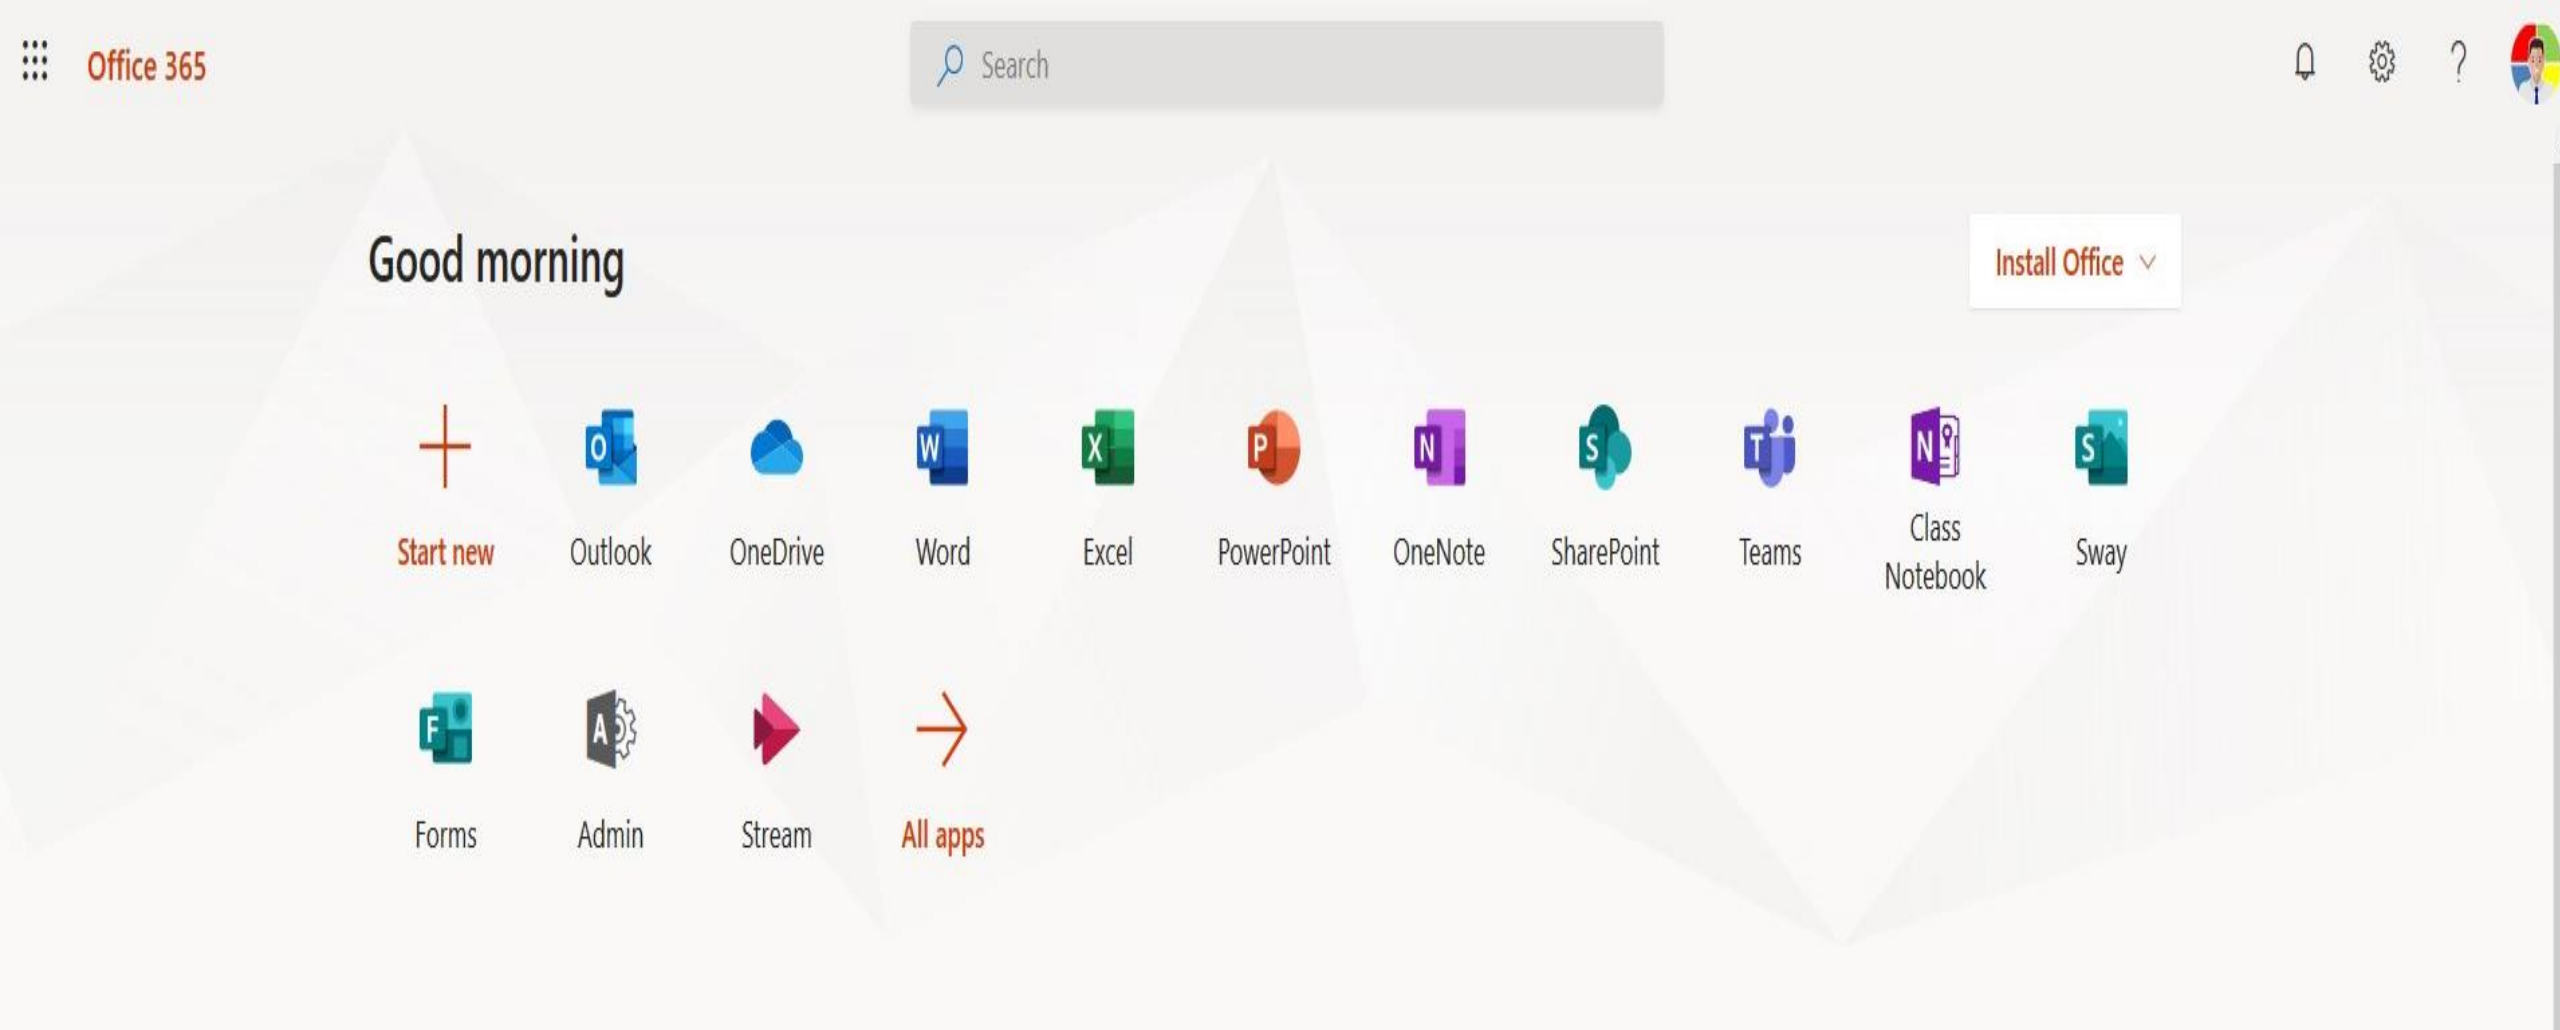 Office 365
Search
Good morning
Install Office
Start new
Outlook
OneDrive
Word
Excel
PowerPoint
OneNote
SharePoint
Teams
Class
Notebook
Sway
Forms
Admin
Stream
All apps